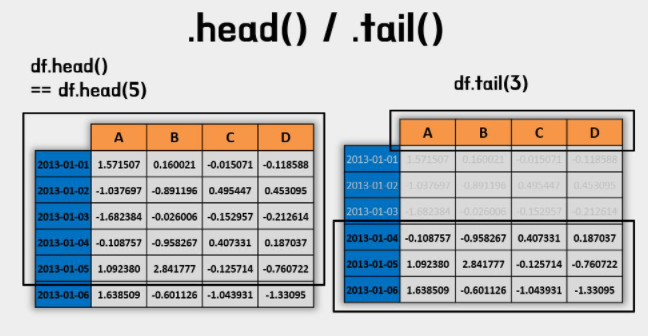 .head() / .tail()
df.head()
== df.head(5)
A B C D
2013-01-01 1.571507 0.160021 -0.015071 -0.118588
2013-01-02 -1.037697 -0.891196 0.495447 0.453095
2013-01-03 -1.682384 -0.026006 -0.152957 -0.212614
2013-01-04 -0.108757 -0.958267 0.407331 0.187037
2013-01-05 1.092380 2.841777 -0.125714 -0.760722
2013-01-06 1.638509 -0.601126 -1.043931 -1.33095
df.tail(3)
A B C D
2013-01-01 1.571507 0.160021 -0.015071 -0.118588
2013-01-02 -1.037697 -0.891196 0.495447 0.453095
2013-01-03 -1.682384 -0.026006 -0.152957 -0.212614
2013-01-04 -0.108757 -0.958267 0.407331 0.187037
2013-01-05 1.092380 2.841777 -0.125714 -0.760722
2013-01-06 1.638509 -0.601126 -1.043931 -1.33095